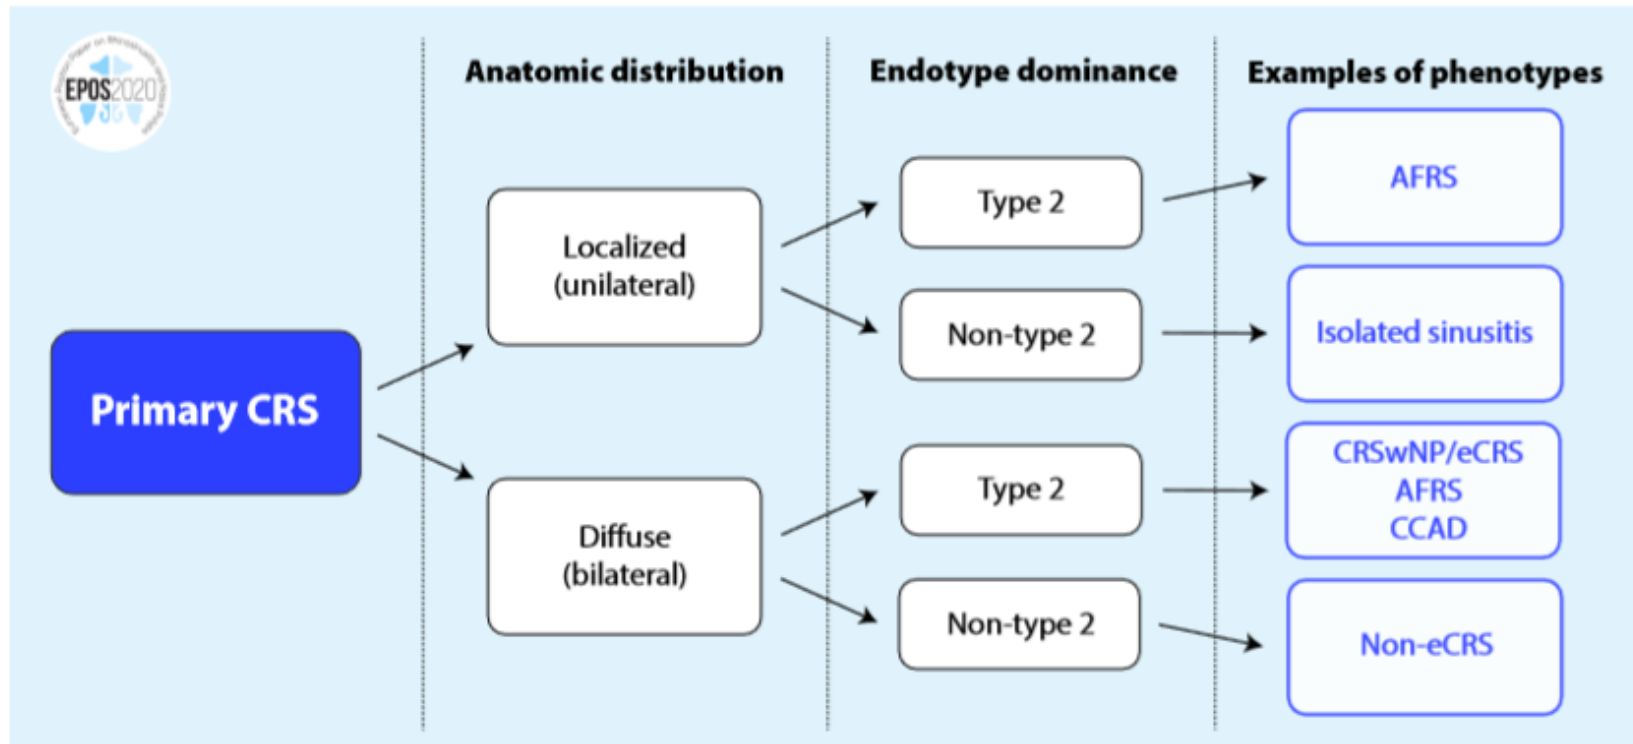 EPOS2020
Anatomic distribution
Endotype dominance
Examples of phenotypes
Primary CRS
Localized
(unilateral)
Diffuse
(bilateral)
Type 2
Non-type 2
Type 2
Non-type 2
AFRS
Isolated sinusitis
CRSwNP/eCRS
AFRS
CCAD
Non-eCRS